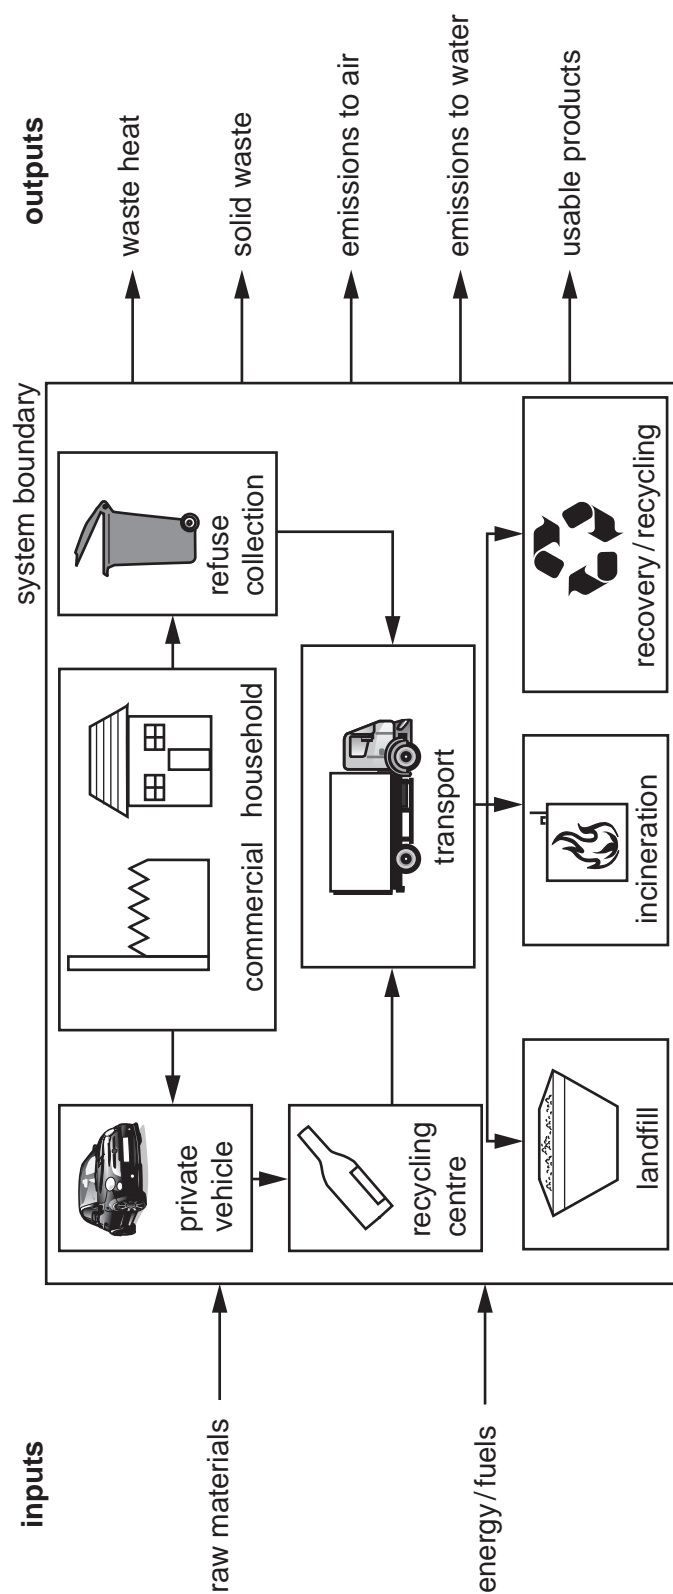 inputs
raw materials
energy/fuels
system boundary
private
vehicle
commercial
household
refuse
collection
recycling
centre
transport
landfill
incineration
recovery/recycling
outputs
waste heat
solid waste
emissions to air
emissions to water
usable products